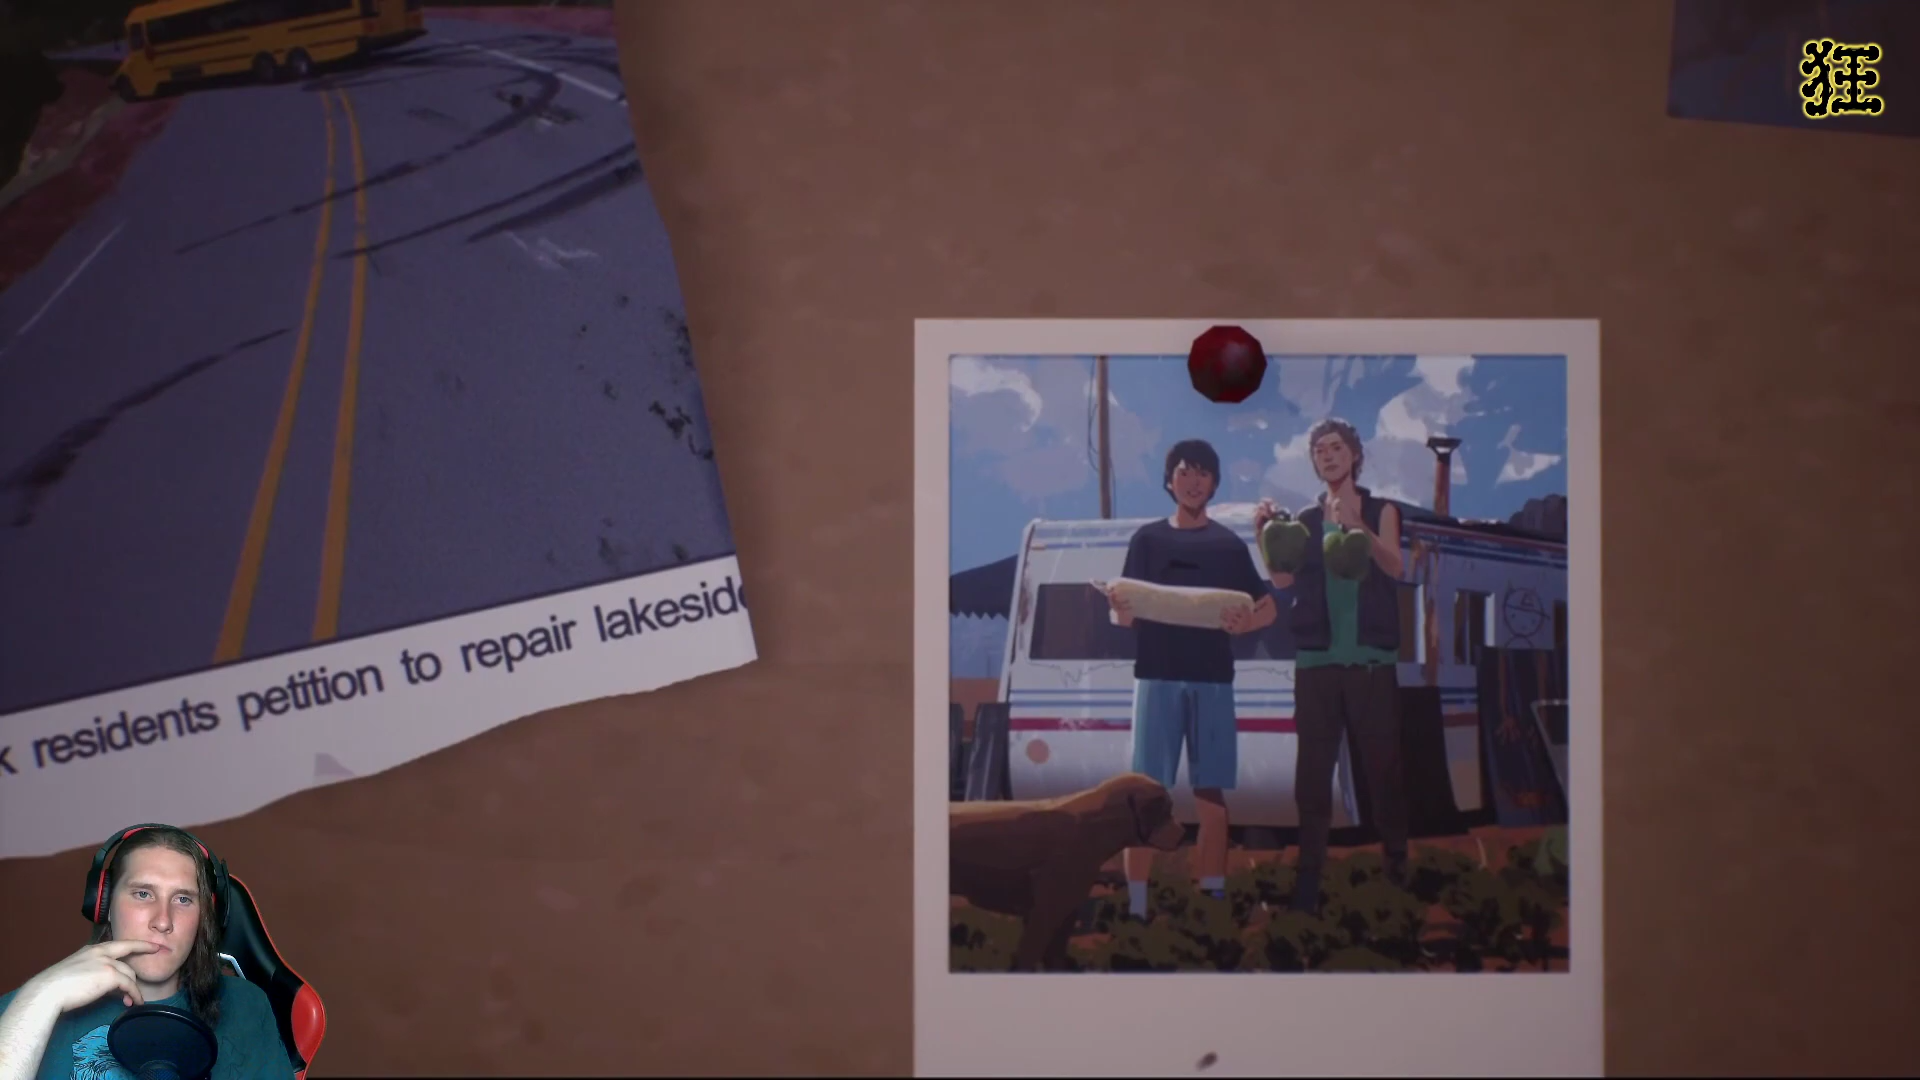 狂
residents petition to repair lakeside